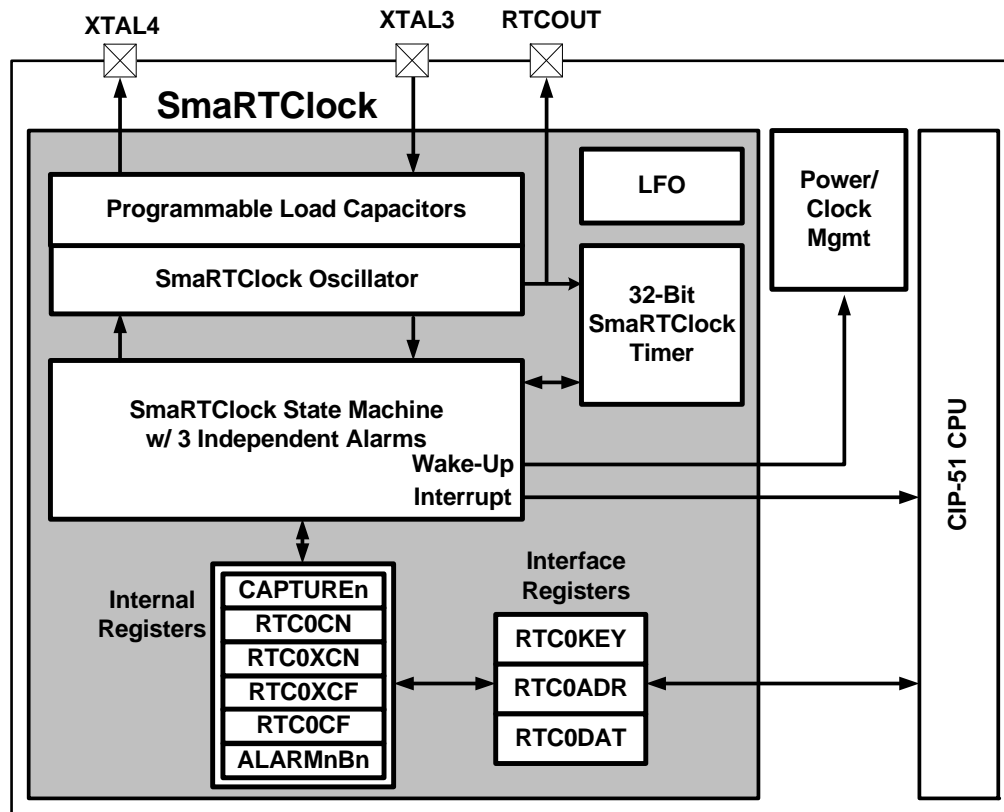 XTAL4
XTAL3
RTCOUT
SmaRTClock
Programmable Load Capacitors
SmaRTClock Oscillator
LFO
32-Bit
SmaRTClock
Timer
Power/
Clock
Mgmt
SmaRTClock State Machine
w/ 3 Independent Alarms
Wake-Up
Interrupt
CIP-51 CPU
Internal
Registers
CAPTUREn
RTC0CN
RTC0XCN
RTC0XCF
RTC0CF
ALARMnBn
Interface
Registers
RTC0KEY
RTC0ADR
RTC0DAT